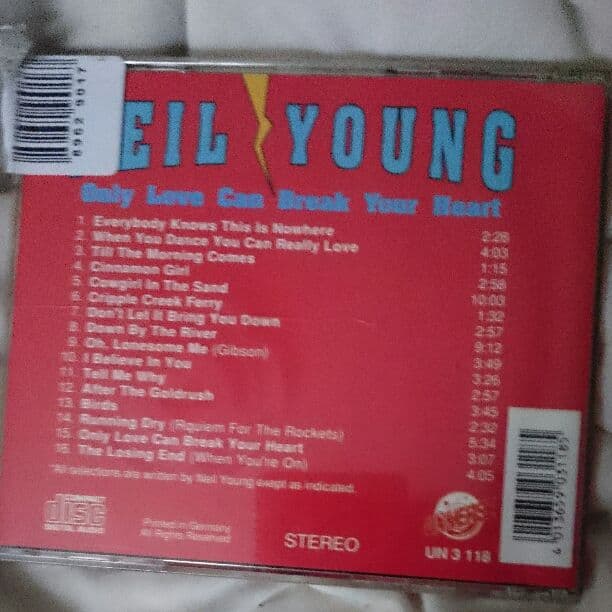 8962 9017
EIL YOUNG
Only Love Can Break Your Heart
1. Everybody Knows This Is Nowhere 2:28
2. When You Dance You Can Really Love 4:03
3. Till The Morning Comes 1:15
4. Cinnamon Girl 2:58
5. Cowgirl In The Sand 10:03
6. Cripple Creek Ferry 1:32
7. Don't Let It Bring You Down 2:57
8. Down By The River 9:12
9. Oh, Lonesome Me (Gibson) 3:49
10. I Believe In You 3:26
11. Tell Me Why 2:57
12. After The Goldrush 3:45
13. Birds 2:32
14. Running Dry (Rquiem For The Rockets) 5:34
15. Only Love Can Break Your Heart 3:07
16. The Losing End (When You're On) 4:05
*All selections are written by Neil Young exept as indicated.
COMPACT
disc
DIGITAL AUDIO
Printed in Germany
All Rights Reserved
STEREO
UN 3 118
4 013659 031185